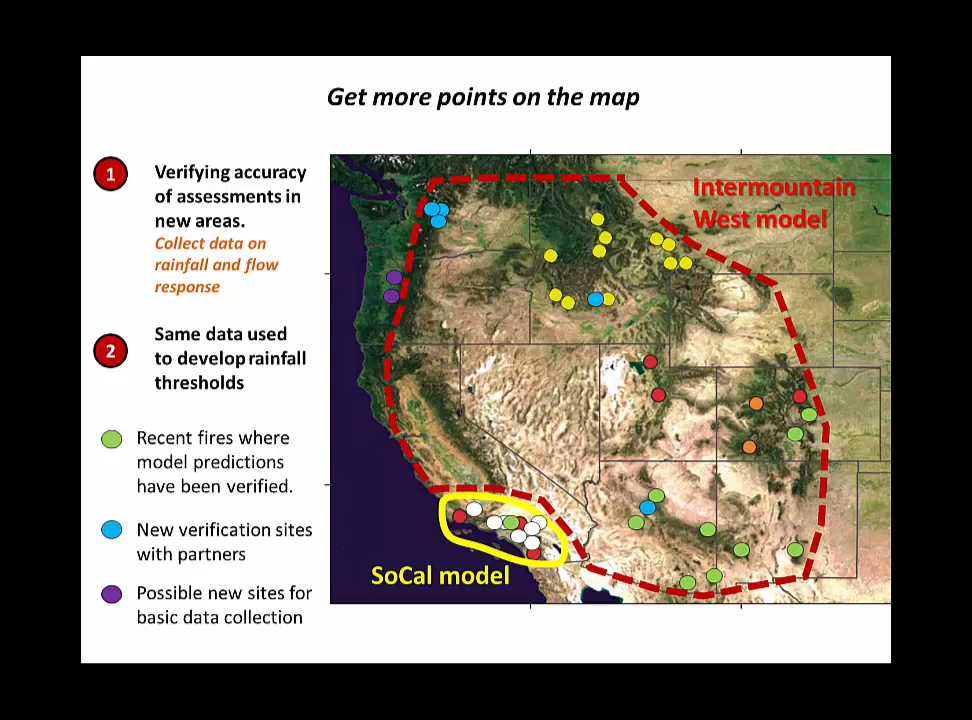 Get more points on the map
1
Verifying accuracy
of assessments in
new areas.
Collect data on
rainfall and flow
response
2
Same data used
to develop rainfall
thresholds
Recent fires where
model predictions
have been verified.
New verification sites
with partners
Possible new sites for
basic data collection
Intermountain
West model
SoCal model